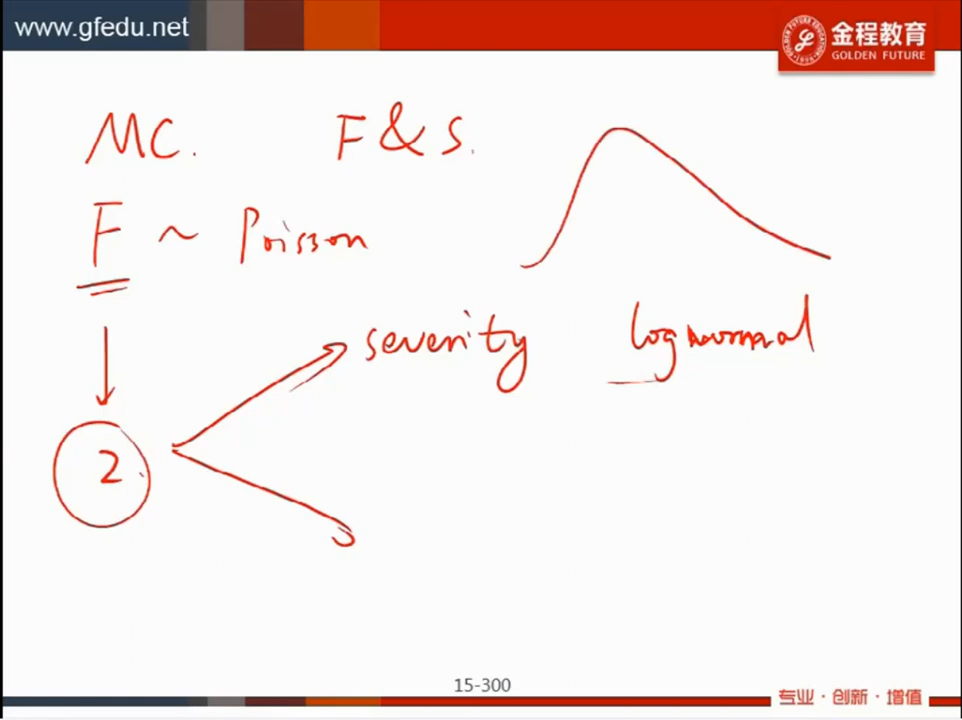 www.gfedu.net
金程教育
GOLDEN FUTURE
MC. F & S.
F ~ Poisson
severity lognormal
2
15-300
专业·创新·增值